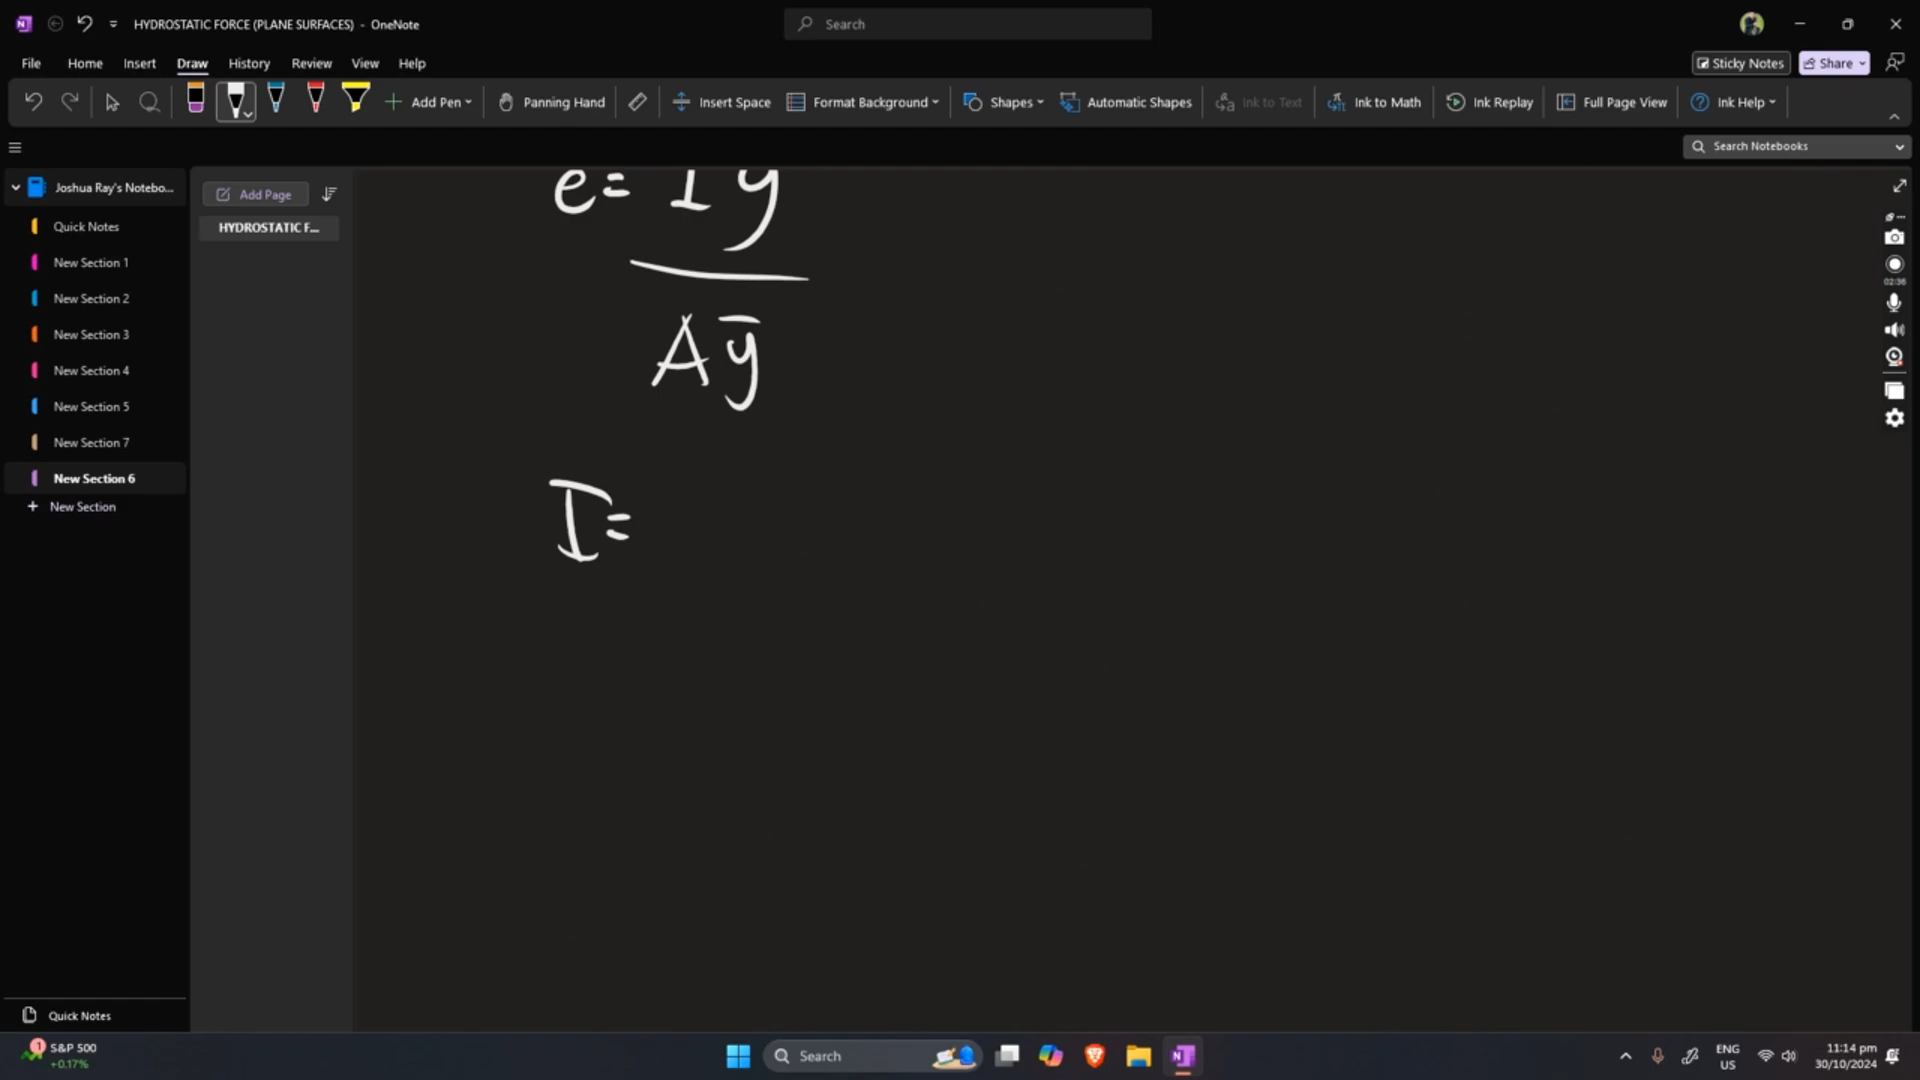 HYDROSTATIC FORCE (PLANE SURFACES) - OneNote
Search
File Home Insert Draw History Review View Help
Sticky Notes Share
Add Pen Panning Hand Insert Space Format Background Shapes Automatic Shapes Ink to Text Ink to Math Ink Replay Full Page View Ink Help
Search Notebooks
Joshua Ray's Notebo...
Quick Notes
New Section 1
New Section 2
New Section 3
New Section 4
New Section 5
New Section 7
New Section 6
New Section
Quick Notes
Add Page
HYDROSTATIC F...
e= I y
A ȳ
I=
02:36
1
S&P 500
+0.17%
Search
ENG
US
11:14 pm
30/10/2024